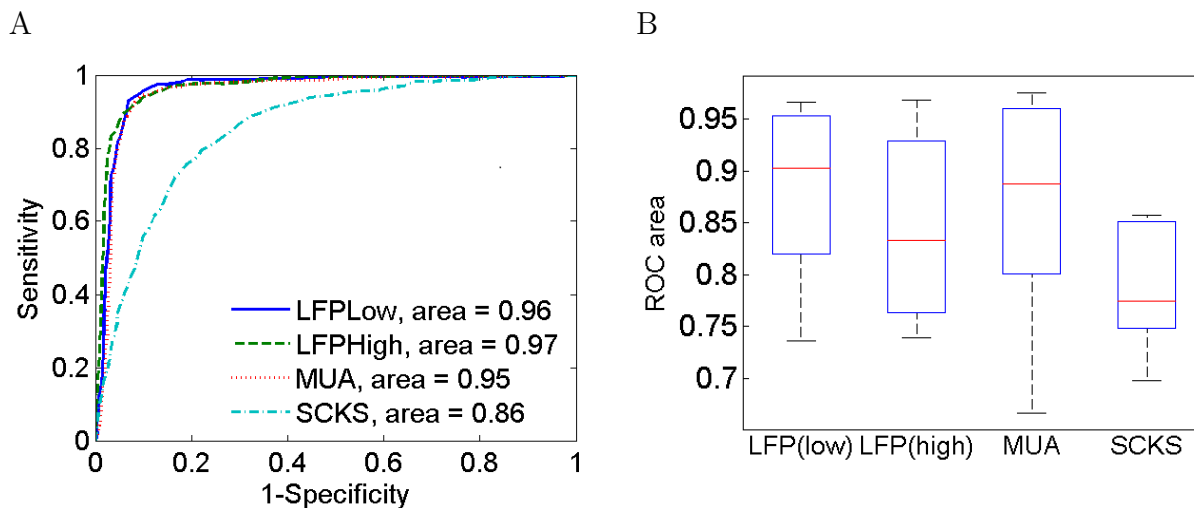 A
B
1
0.8
0.6
0.4
0.2
0
Sensitivity
LFPLow, area = 0.96
LFPHigh, area = 0.97
MUA, area = 0.95
SCKS, area = 0.86
0
0.2
0.4
0.6
0.8
1
1-Specificity
0.95
0.9
0.85
0.8
0.75
0.7
ROC area
LFP(low)
LFP(high)
MUA
SCKS